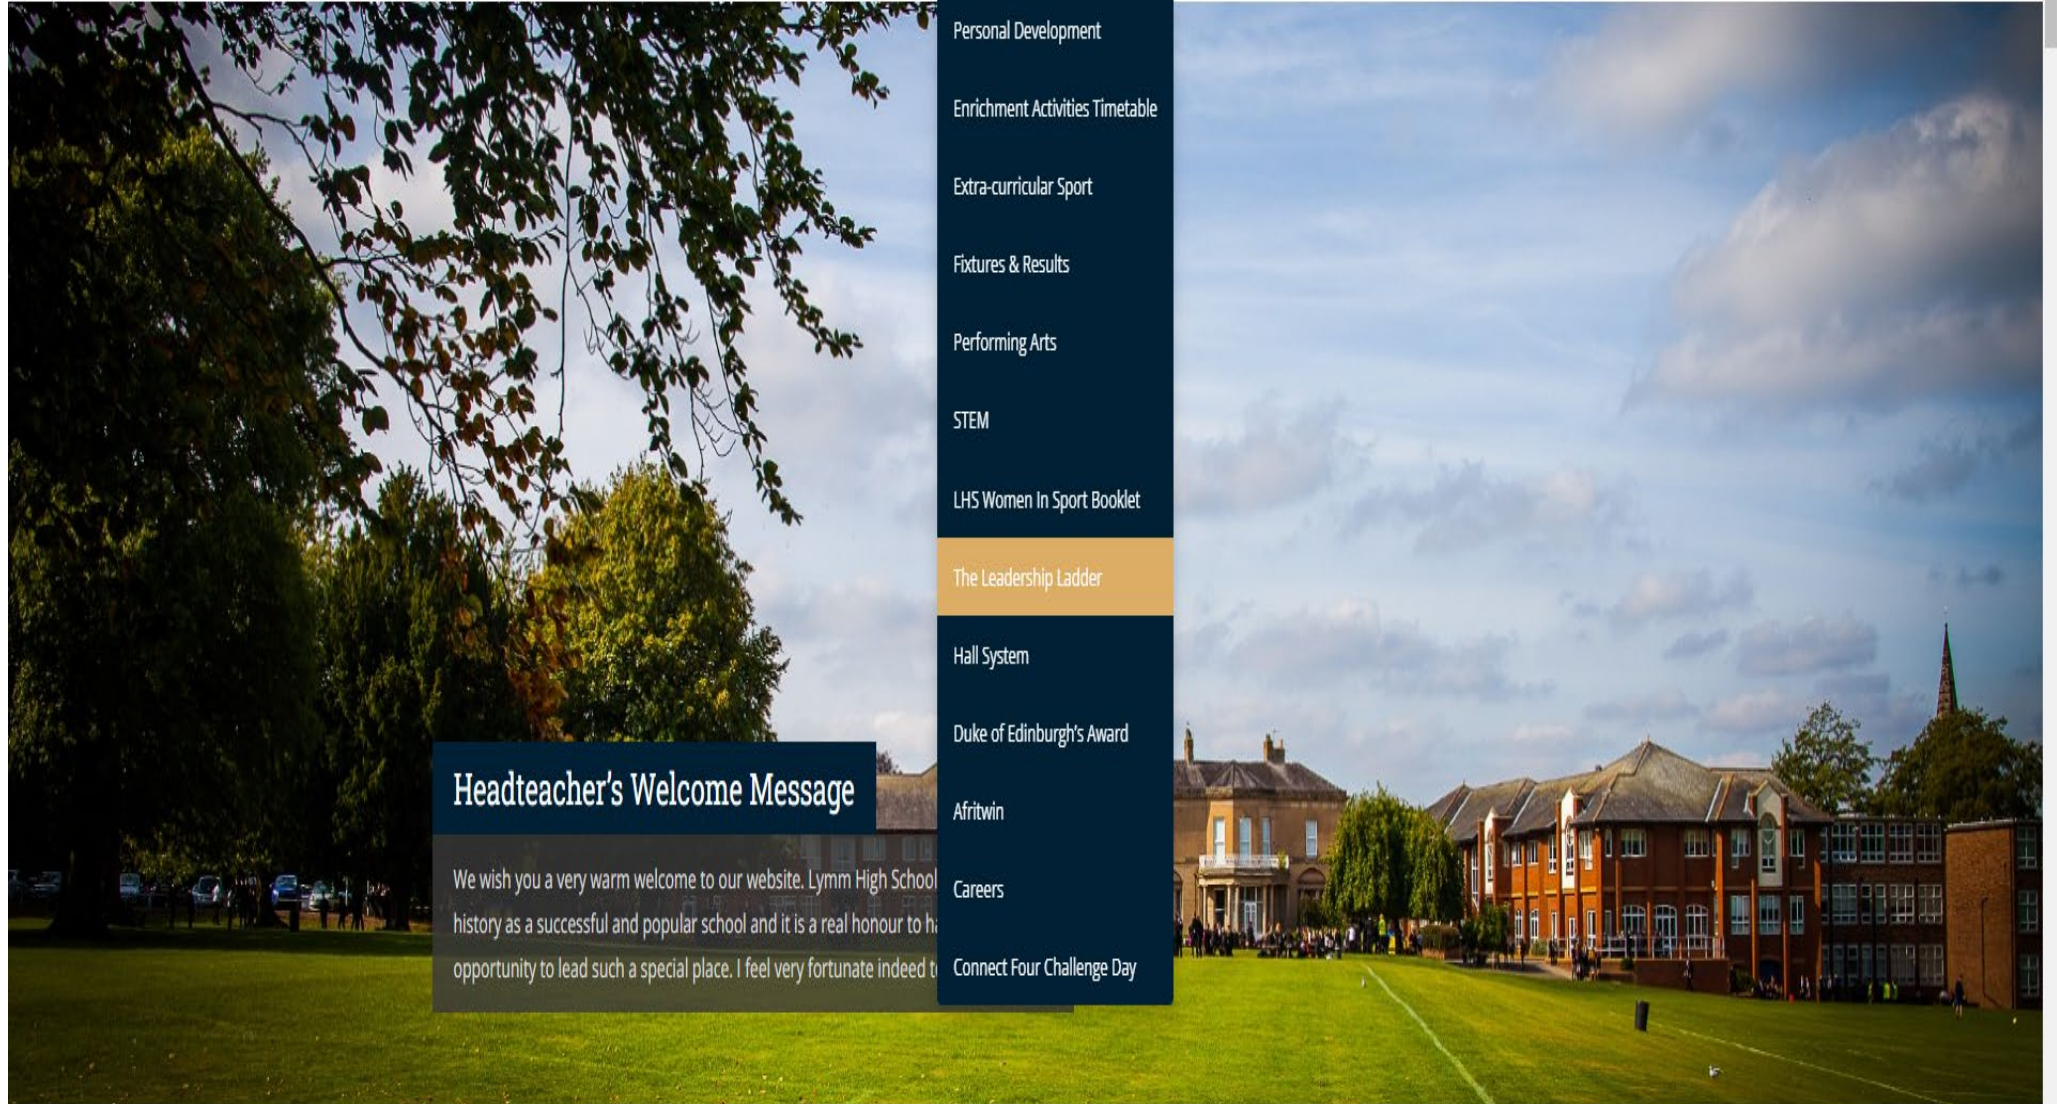 Personal Development
Enrichment Activities Timetable
Extra-curricular Sport
Fixtures & Results
Performing Arts
STEM
LHS Women In Sport Booklet
The Leadership Ladder
Hall System
Duke of Edinburgh's Award
Afritwin
Careers
Connect Four Challenge Day
Headteacher's Welcome Message
We wish you a very warm welcome to our website. Lymm High School
history as a successful and popular school and it is a real honour to
opportunity to lead such a special place. I feel very fortunate indeed